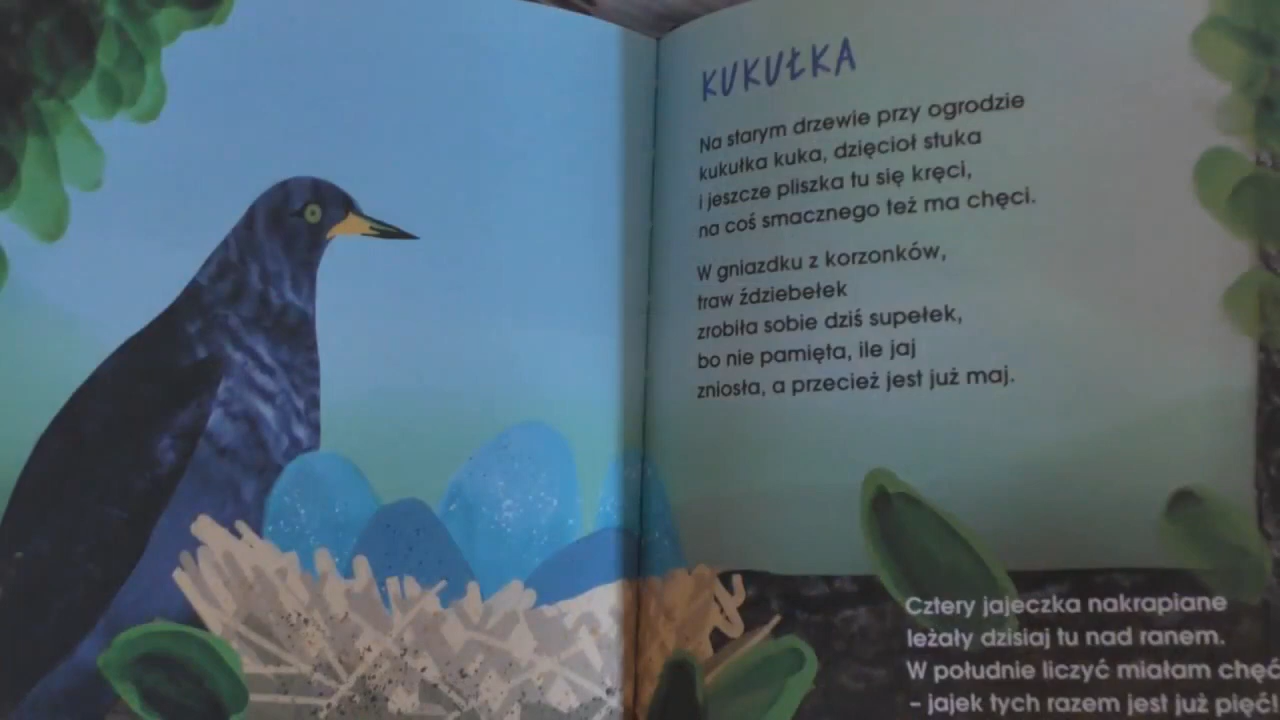 KUKUŁKA
Na starym drzewie przy ogrodzie
kukułka kuka, dzięcioł stuka
i jeszcze pliszka tu się kręci,
na coś smacznego też ma chęci.
W gniazdku z korzonków,
traw ździebełek
zrobiła sobie dziś supełek,
bo nie pamięta, ile jaj
zniosła, a przecież jest już maj.
Cztery jajeczka nakrapiane
leżały dzisiaj tu nad ranem.
W południe liczyć miałam chęć
– jajek tych razem jest już pięć!